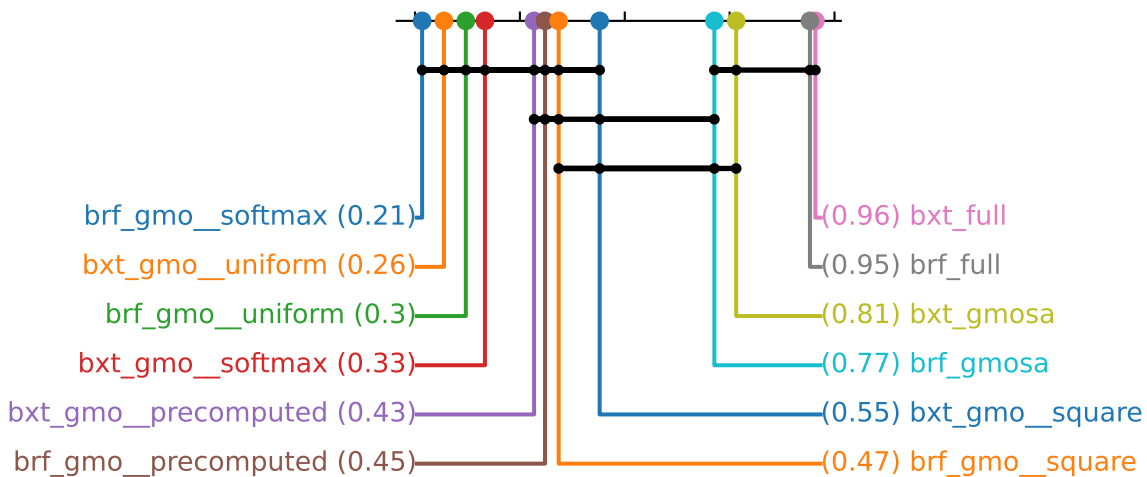 brf_gmo__softmax (0.21)
(0.96) bxt_full
bxt_gmo__uniform (0.26)
(0.95) brf_full
brf_gmo__uniform (0.3)
(0.81) bxt_gmosa
bxt_gmo__softmax (0.33)
(0.77) brf_gmosa
bxt_gmo__precomputed (0.43)
(0.55) bxt_gmo__square
brf_gmo__precomputed (0.45)
(0.47) brf_gmo__square